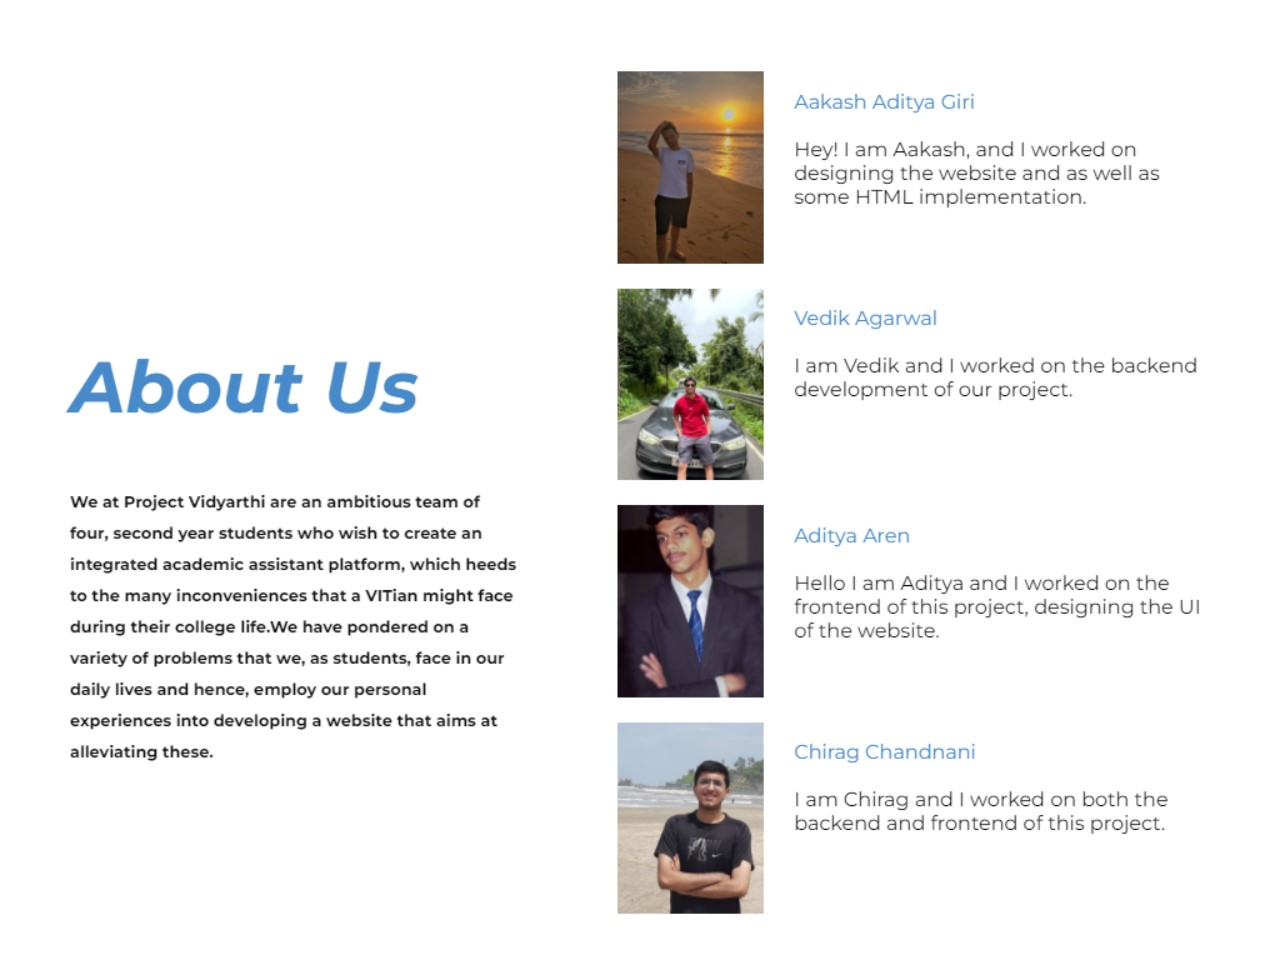 About Us
We at Project Vidyarthi are an ambitious team of
four, second year students who wish to create an
integrated academic assistant platform, which heeds
to the many inconveniences that a VITian might face
during their college life.We have pondered on a
variety of problems that we, as students, face in our
daily lives and hence, employ our personal
experiences into developing a website that aims at
alleviating these.
Aakash Aditya Giri
Hey! I am Aakash, and I worked on
designing the website and as well as
some HTML implementation.
Vedik Agarwal
I am Vedik and I worked on the backend
development of our project.
Aditya Aren
Hello I am Aditya and I worked on the
frontend of this project, designing the UI
of the website.
Chirag Chandnani
I am Chirag and I worked on both the
backend and frontend of this project.